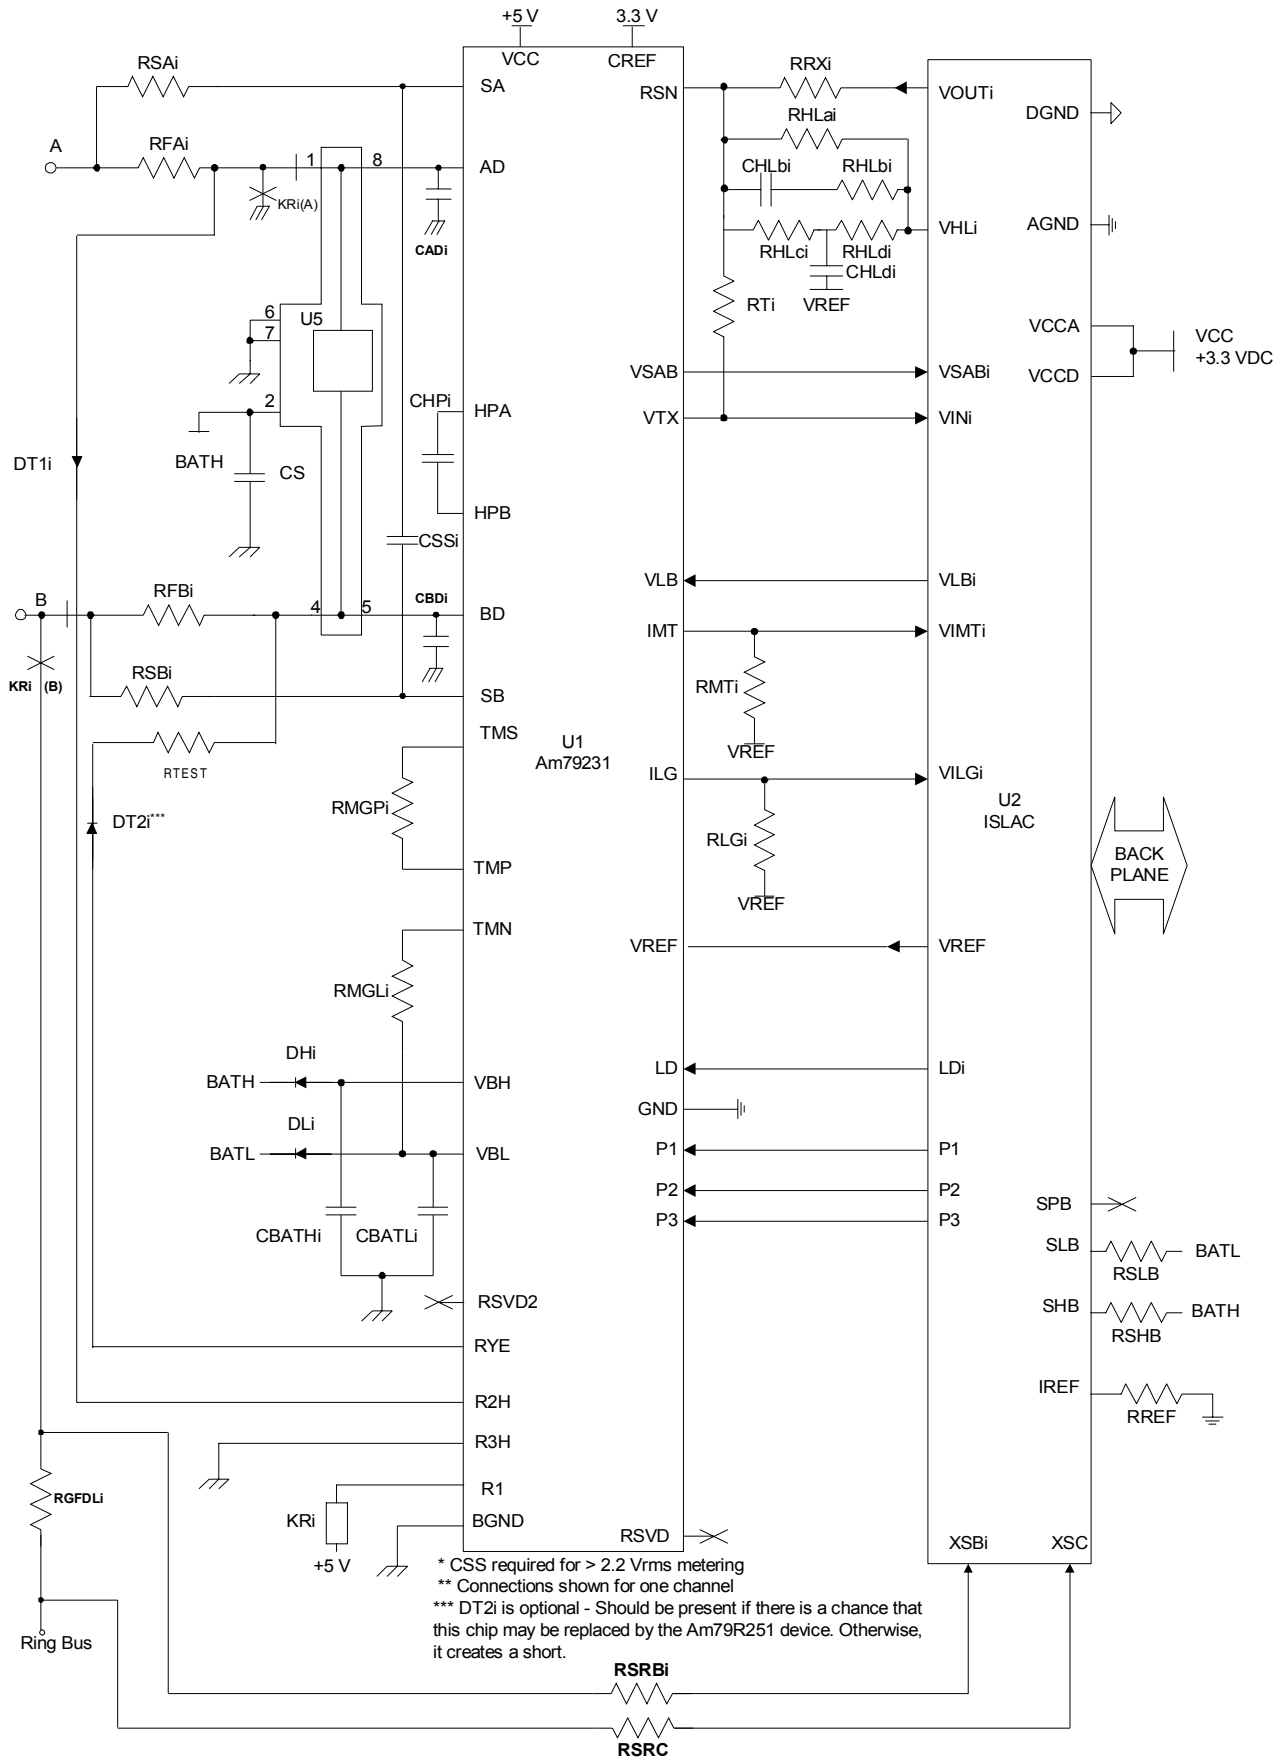 +5 V
3.3 V
VCC
CREF
RSAi
SA
RSN
RRXi
VOUTi
DGND
RHLai
A
RFAi
1
8
AD
KRi(A)
CADi
CHLbi
RHLbi
VHLi
AGND
RHLci
RHLdi
CHLdi
VREF
RTi
6
7
U5
VCCA
VCC
+3.3 VDC
VCCD
VSAB
VSABi
2
CHPi
HPA
VTX
VINi
DT1i
BATH
CS
HPB
CSSi
VLB
VLBi
B
RFBi
4
5
CBDi
BD
IMT
VIMTi
KRi (B)
RSBi
SB
RMTi
VREF
TMS
U1
Am79231
RTEST
ILG
VILGi
RMGPi
U2
ISLAC
DT2i***
RLGi
BACK
PLANE
TMP
VREF
TMN
VREF
VREF
RMGLi
DHi
BATH
VBH
LD
LDi
GND
DLi
BATL
VBL
P1
P1
P2
P2
P3
P3
CBATHi
CBATLi
SPB
SLB
BATL
RSLB
RSVD2
SHB
BATH
RSHB
RYE
IREF
RREF
R2H
R3H
RGFDLi
R1
KRi
BGND
RSVD
XSBi
XSC
+5 V
* CSS required for > 2.2 Vrms metering
** Connections shown for one channel
*** DT2i is optional - Should be present if there is a chance that
this chip may be replaced by the Am79R251 device. Otherwise,
it creates a short.
Ring Bus
RSRBi
RSRC